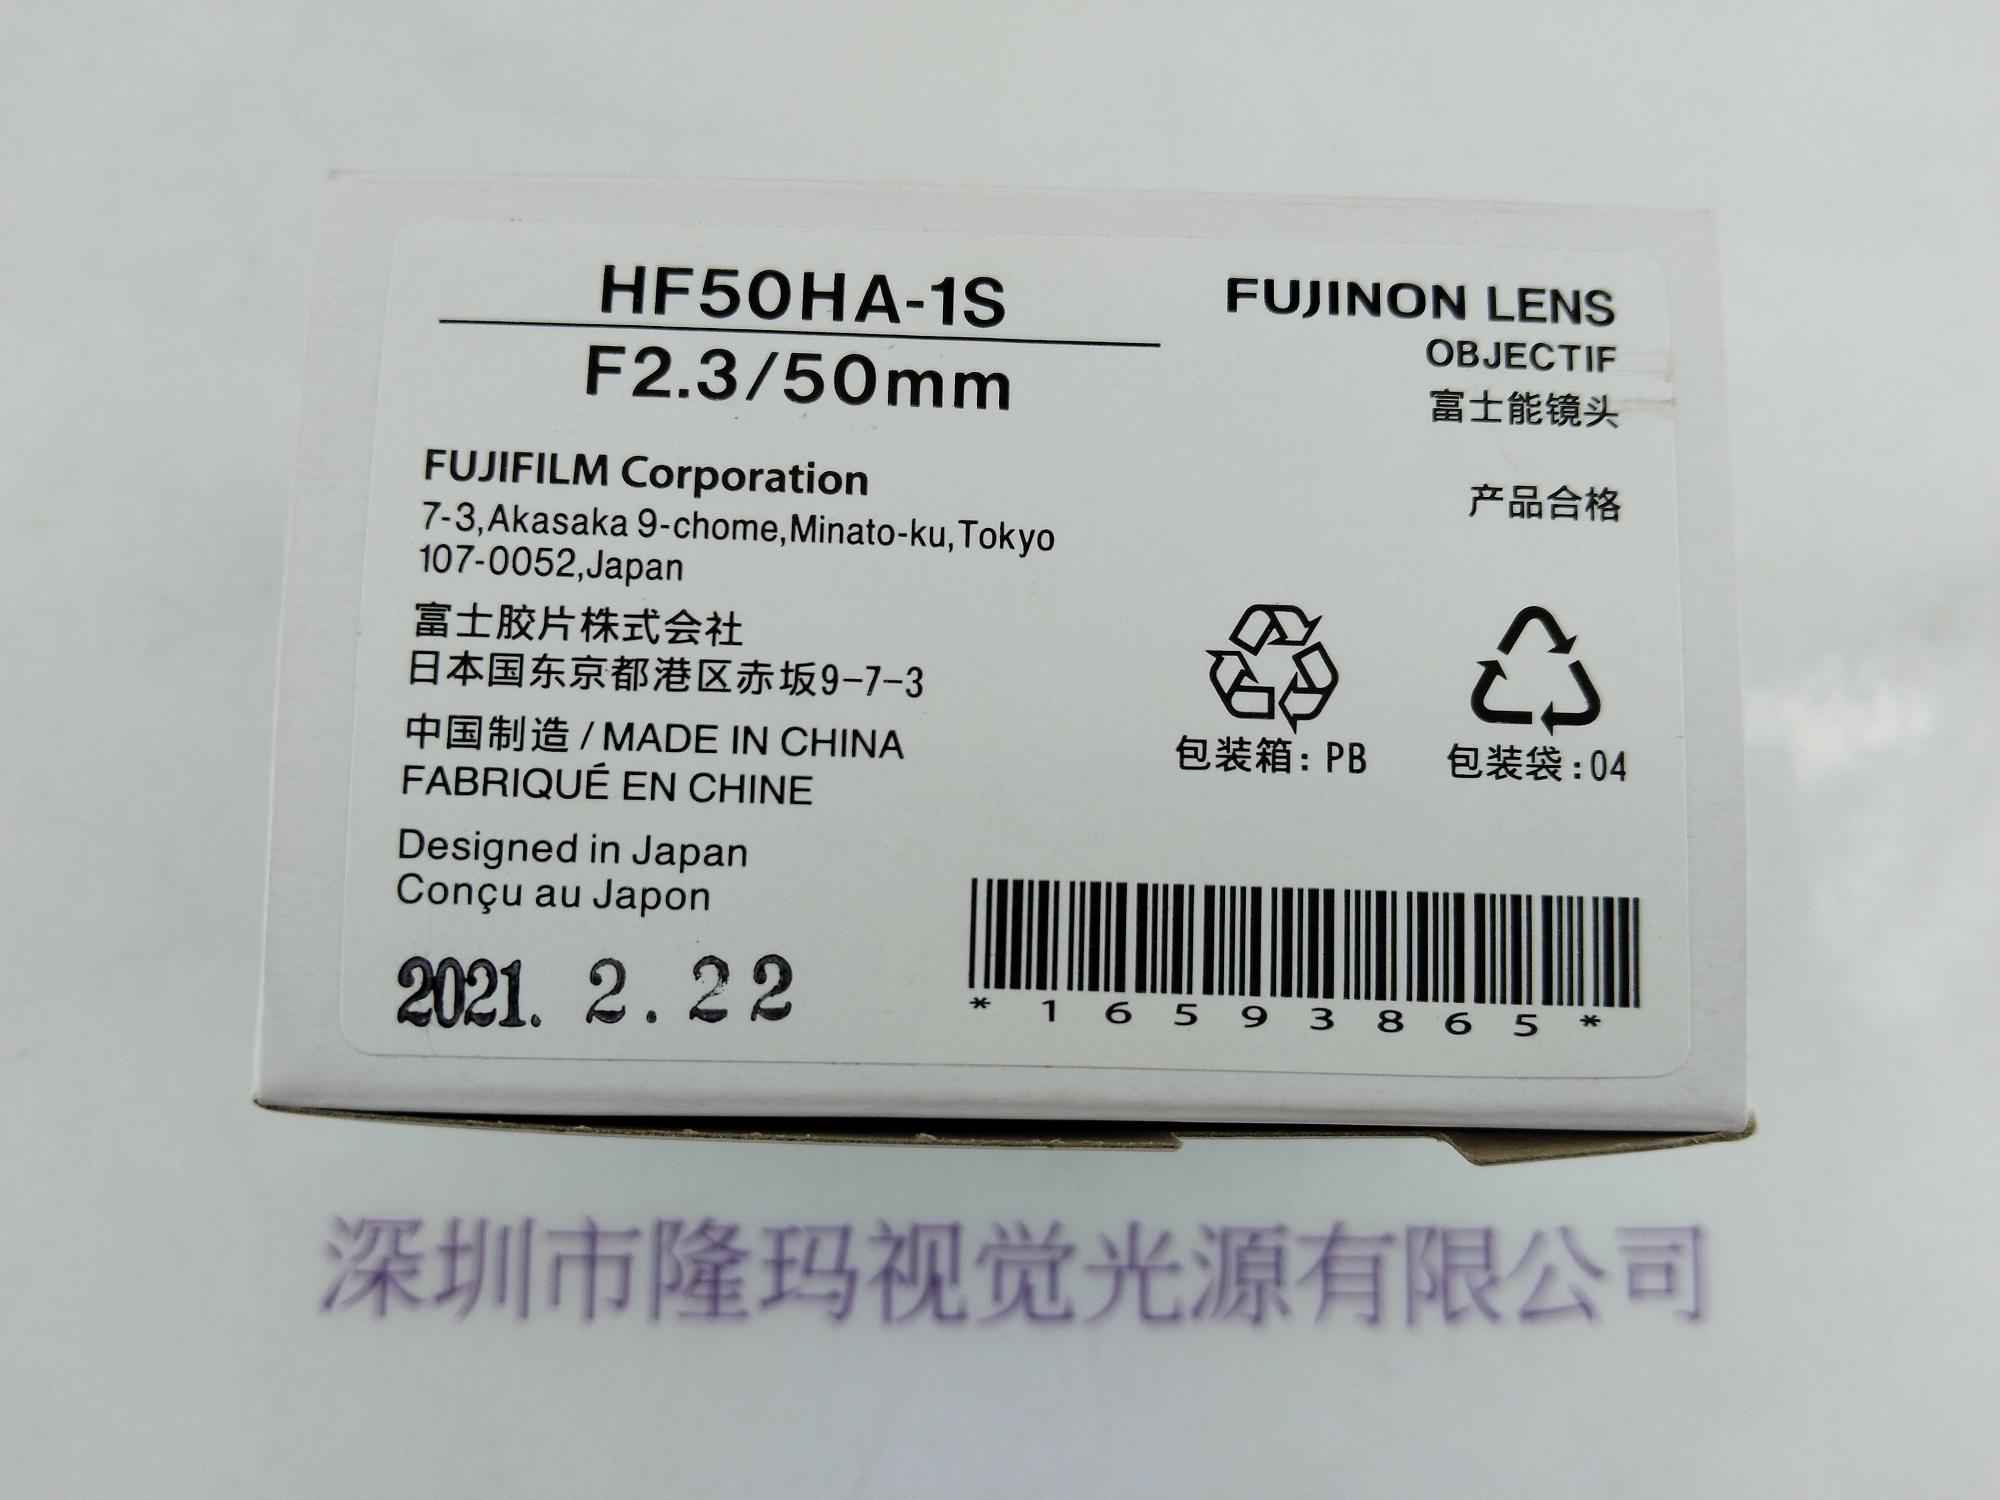 HF50HA-1S
F2.3/50mm
FUJINON LENS
OBJECTIF
富士能镜头
产品合格
FUJIFILM Corporation
7-3,Akasaka 9-chome,Minato-ku,Tokyo
107-0052,Japan
富士胶片株式会社
日本国东京都港区赤坂9-7-3
中国制造 / MADE IN CHINA
FABRIQUÉ EN CHINE
Designed in Japan
Conçu au Japon
2021. 2. 22
包装箱: PB
包装袋:04
*16593865*
深圳市隆玛视觉光源有限公司